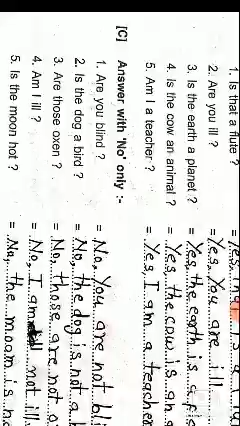 1. Is that a flute ? = Yes,
2. Are you ill ? = Yes, You are ill.
3. Is the earth a planet ? = Yes, the earth is a
4. Is the cow an animal ? = Yes, the cow is an
5. Am I a teacher ? = Yes, I am a teacher
[C] Answer with 'No' only :-
1. Are you blind ? = No, You are not bli
2. Is the dog a bird ? = No, the dog is not a
3. Are those oxen ? = No, those are not o
4. Am I ill ? = No, I am not ill.
5. Is the moon hot ? = No, the moom is